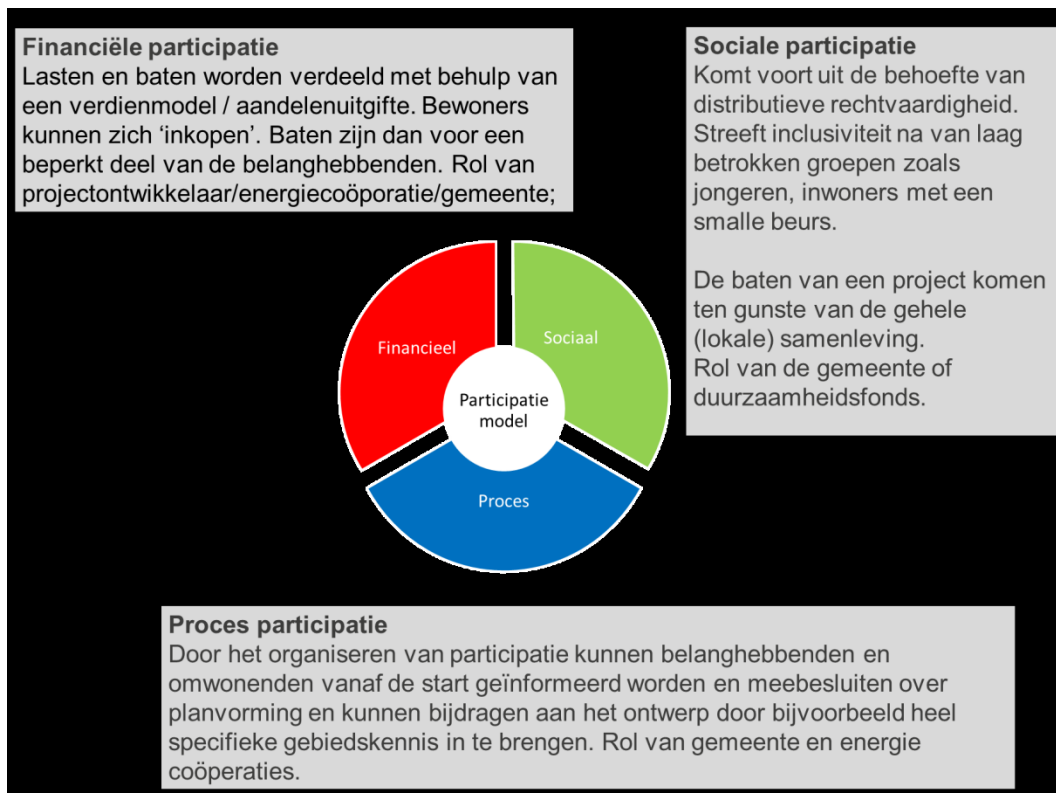 Financiële participatie
Lasten en baten worden verdeeld met behulp van
een verdienmodel / aandelenuitgifte. Bewoners
kunnen zich ‘inkopen’. Baten zijn dan voor een
beperkt deel van de belanghebbenden. Rol van
projectontwikkelaar/energiecoöporatie/gemeente;
Sociale participatie
Komt voort uit de behoefte van
distributieve rechtvaardigheid.
Streeft inclusiviteit na van laag
betrokken groepen zoals
jongeren, inwoners met een
smalle beurs.
De baten van een project komen
ten gunste van de gehele
(lokale) samenleving.
Rol van de gemeente of
duurzaamheidsfonds.
Financieel
Sociaal
Participatie
model
Proces
Proces participatie
Door het organiseren van participatie kunnen belanghebbenden en
omwonenden vanaf de start geïnformeerd worden en meebesluiten over
planvorming en kunnen bijdragen aan het ontwerp door bijvoorbeeld heel
specifieke gebiedskennis in te brengen. Rol van gemeente en energie
coöperaties.